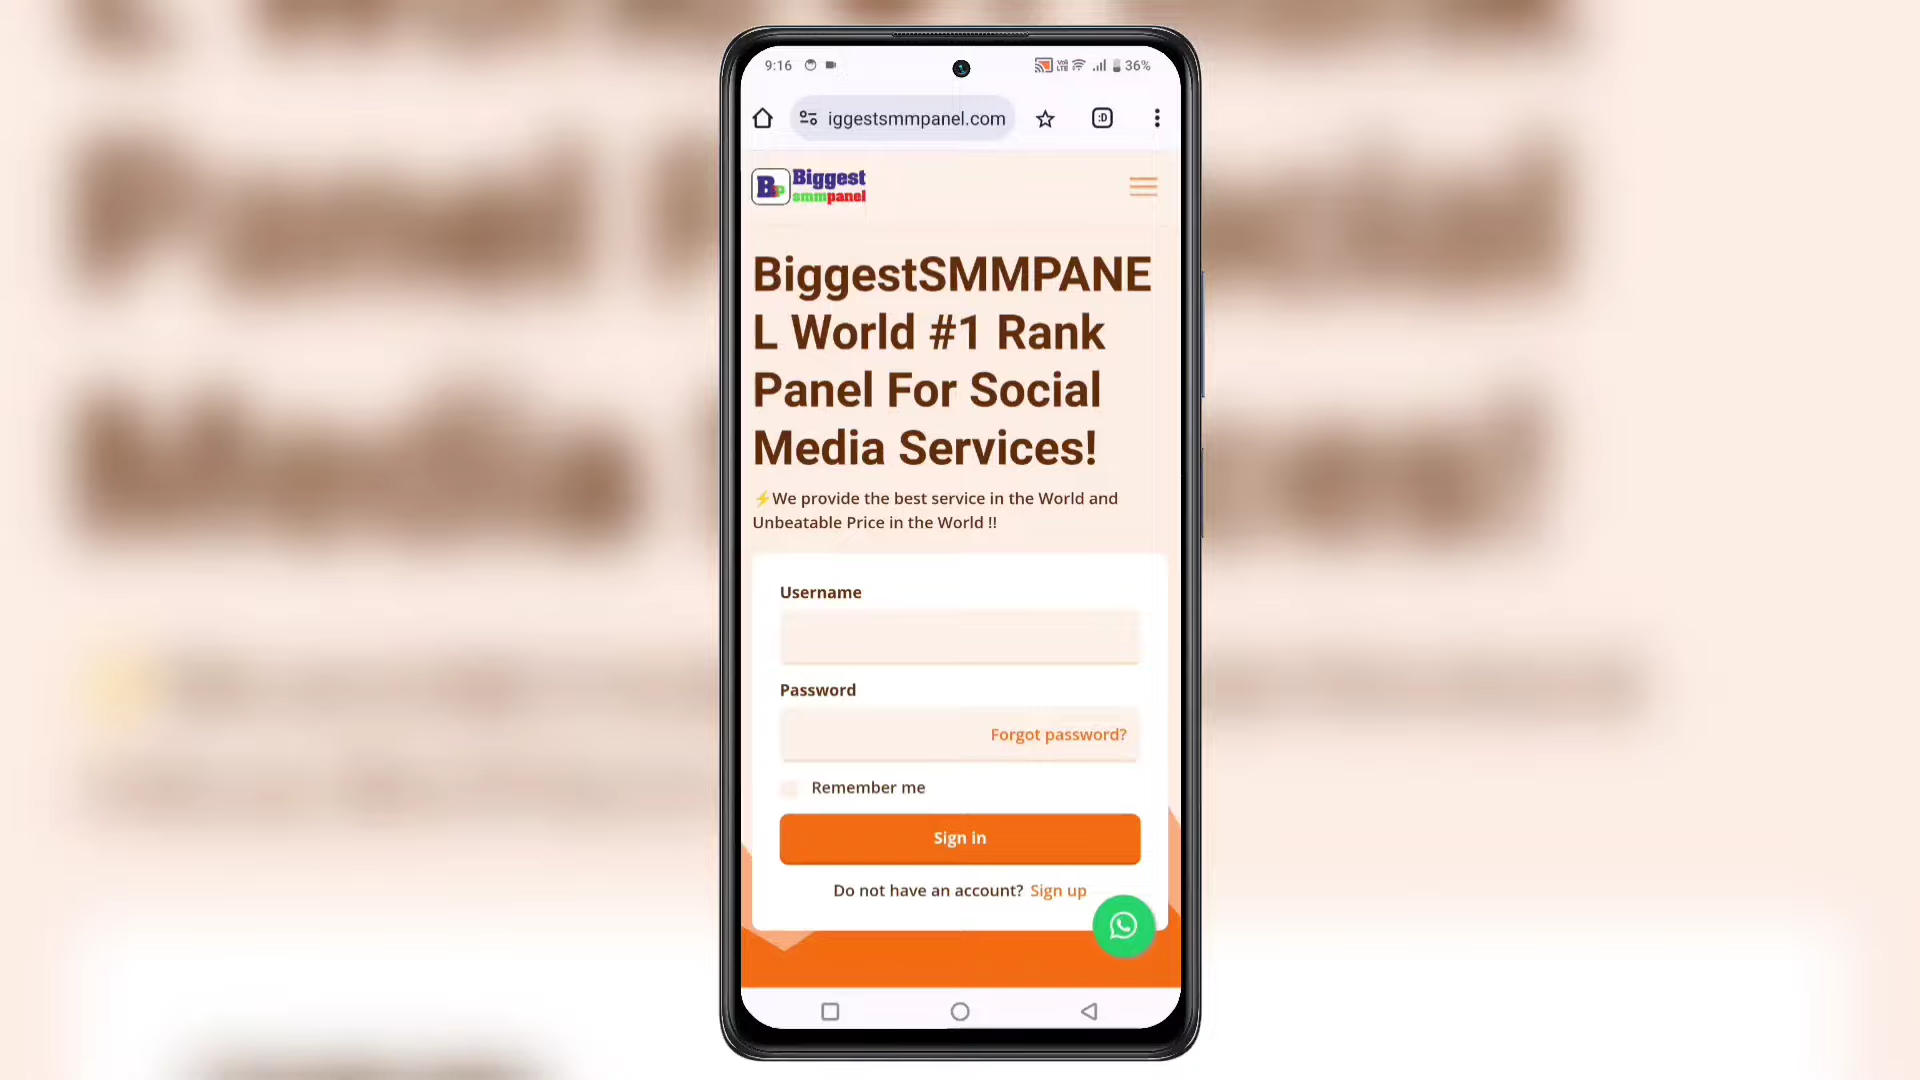 9:16
36%
iggestsmmpanel.com
:D
Bp Biggest
smmpanel
BiggestSMMPANE
L World #1 Rank
Panel For Social
Media Services!
⚡We provide the best service in the World and
Unbeatable Price in the World !!
Username
Password
Forgot password?
Remember me
Sign in
Do not have an account? Sign up